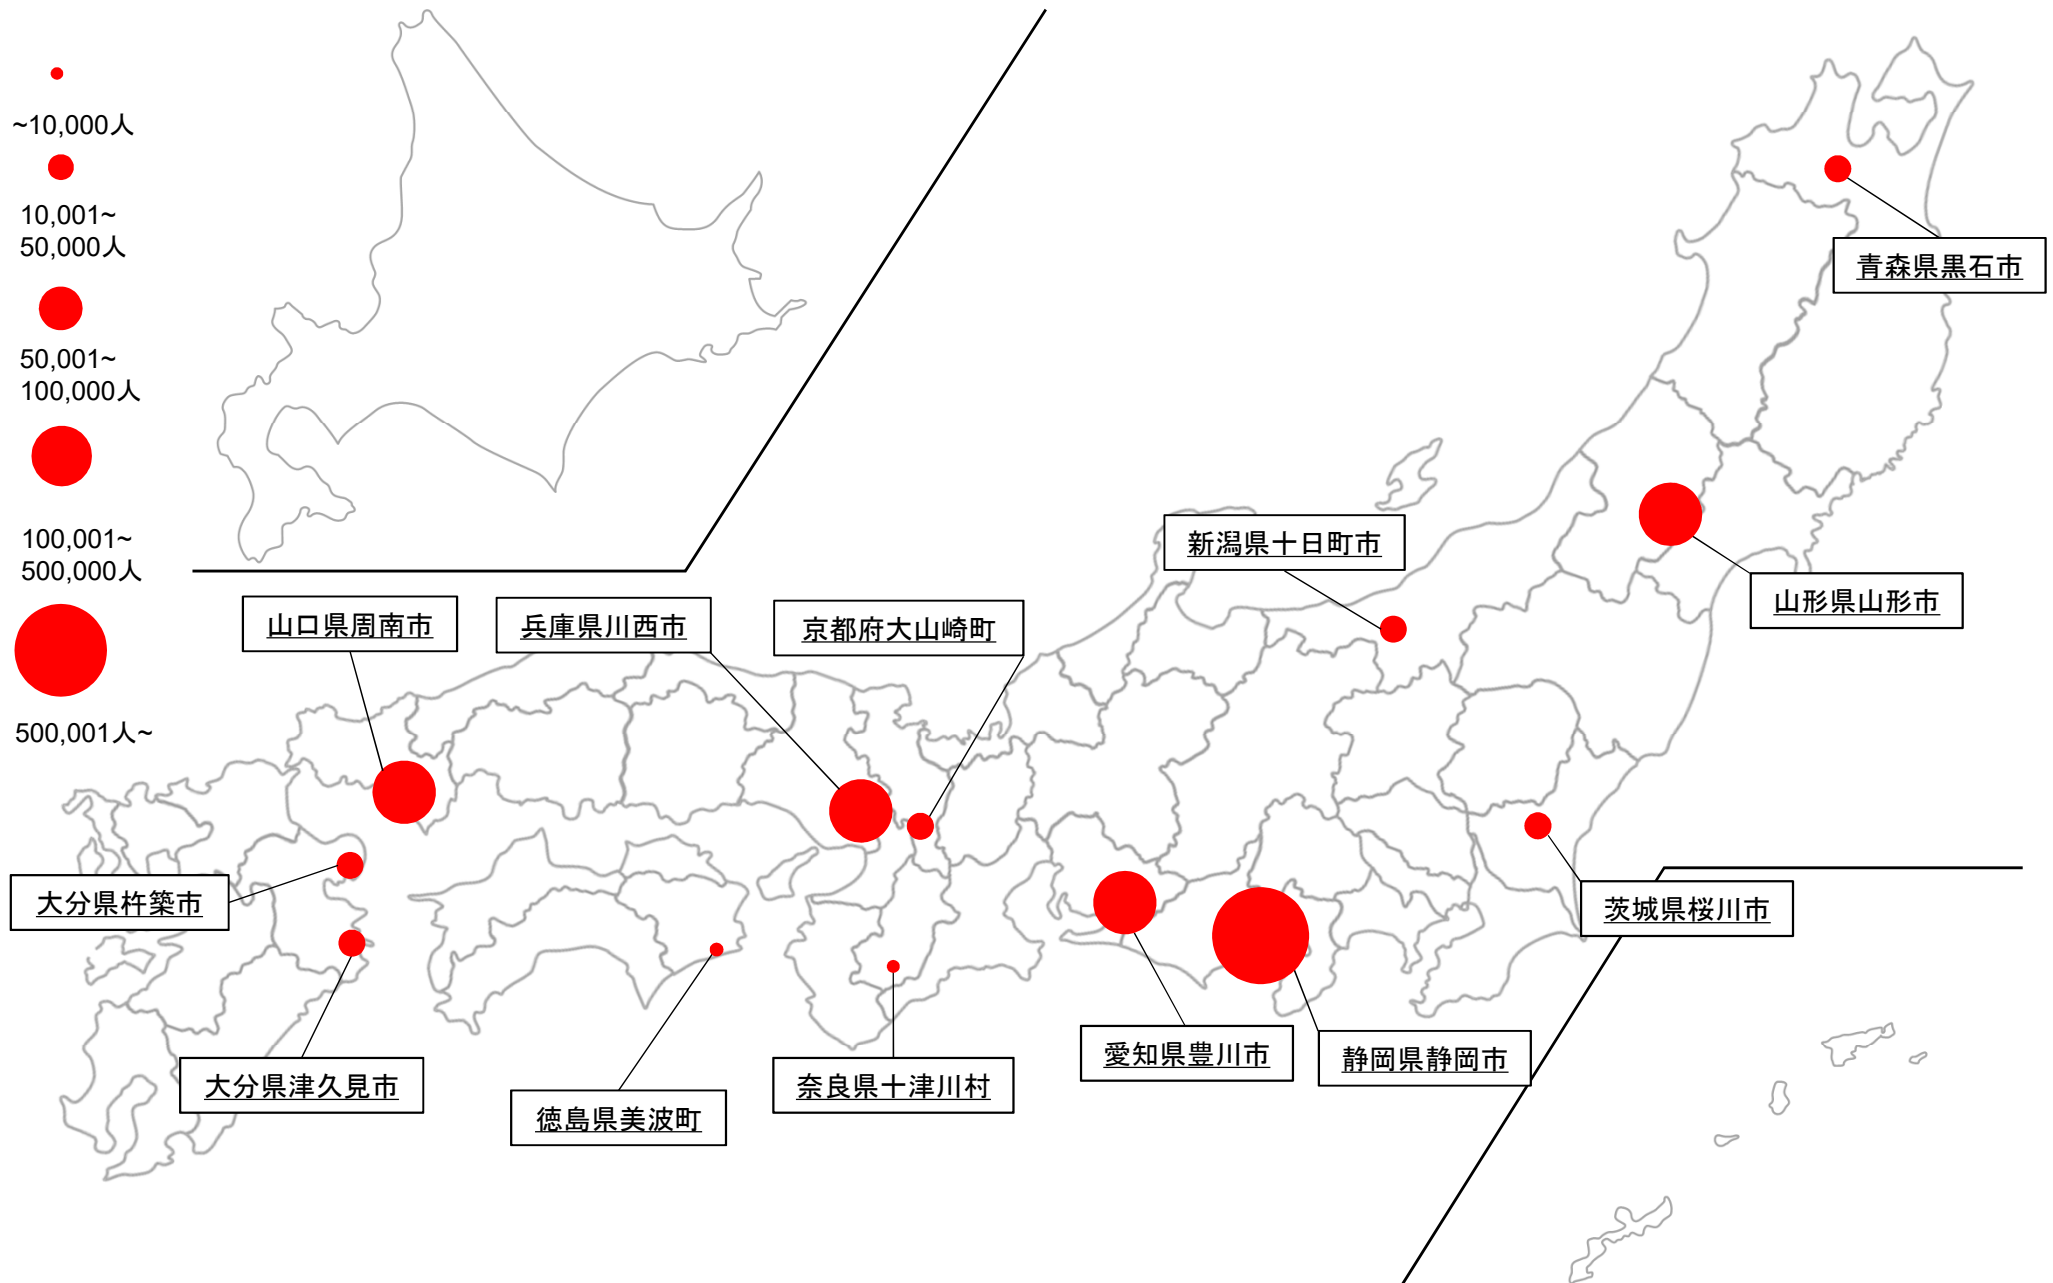 ~10,000人
10,001~
50,000人
50,001~
100,000人
100,001~
500,000人
500,001人~
青森県黒石市
新潟県十日町市
山形県山形市
山口県周南市
兵庫県川西市
京都府大山崎町
大分県杵築市
茨城県桜川市
愛知県豊川市
静岡県静岡市
大分県津久見市
徳島県美波町
奈良県十津川村